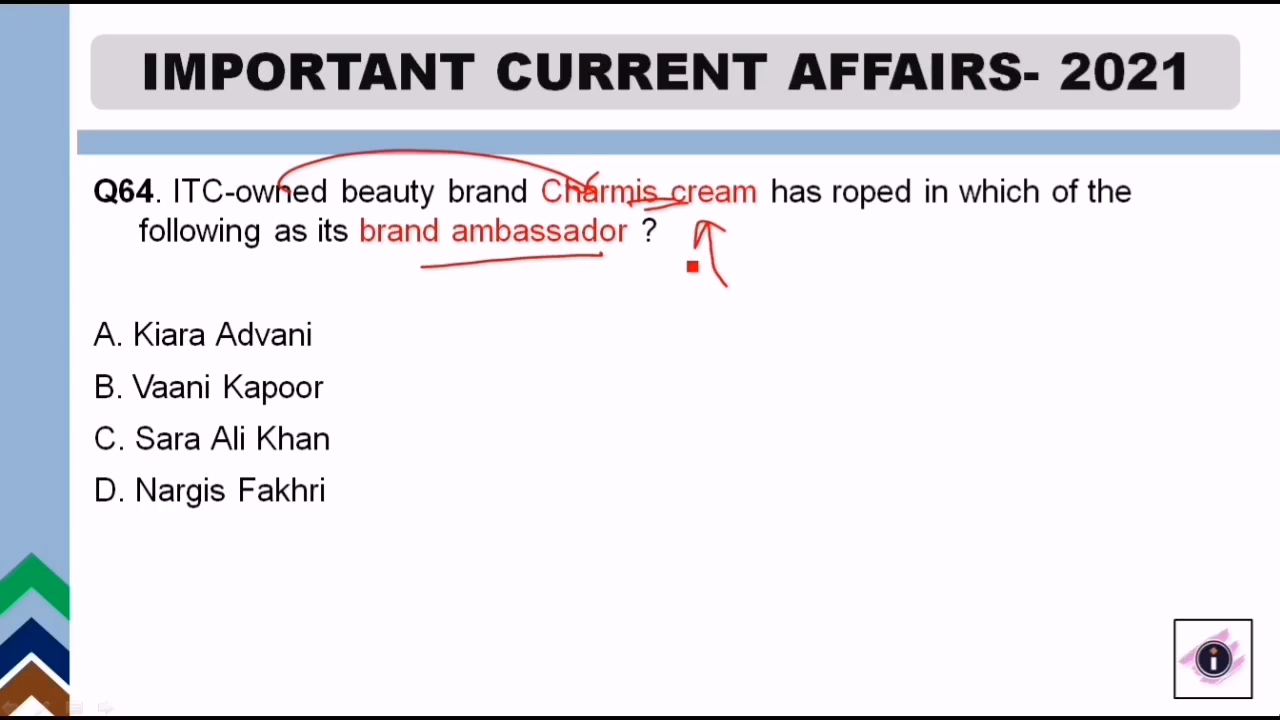 IMPORTANT CURRENT AFFAIRS- 2021
Q64. ITC-owned beauty brand Charmis cream has roped in which of the
following as its brand ambassador ?
A. Kiara Advani
B. Vaani Kapoor
C. Sara Ali Khan
D. Nargis Fakhri
i